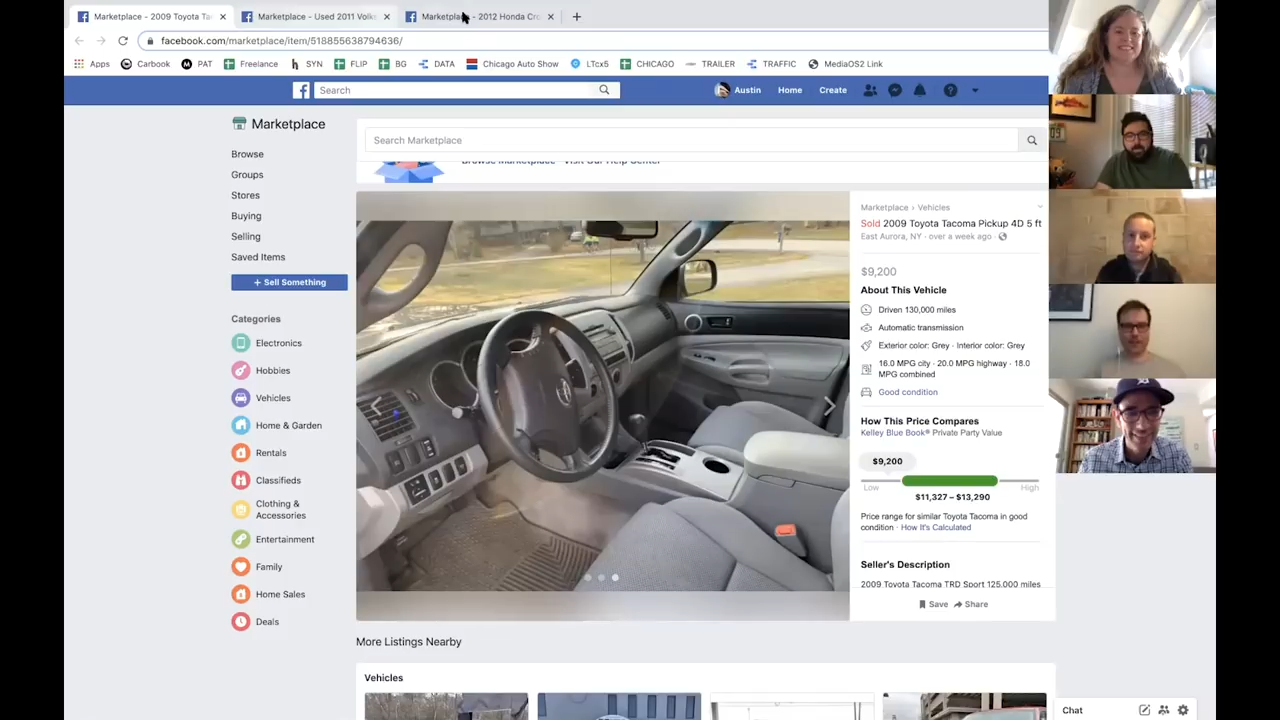 Marketplace - 2009 Toyota Ta
Marketplace - Used 2011 Volks
Marketplace - 2012 Honda Cro
facebook.com/marketplace/item/518855638794636/
Apps
Carbook
PAT
Freelance
SYN
FLIP
BG
DATA
Chicago Auto Show
LTcx5
CHICAGO
TRAILER
TRAFFIC
MediaOS2 Link
Search
Austin
Home
Create
Marketplace
Search Marketplace
Browse Marketplace · Visit Our Help Center
Browse
Groups
Stores
Buying
Selling
Saved Items
+ Sell Something
Categories
Electronics
Hobbies
Vehicles
Home & Garden
Rentals
Classifieds
Clothing &
Accessories
Entertainment
Family
Home Sales
Deals
Marketplace › Vehicles
Sold 2009 Toyota Tacoma Pickup 4D 5 ft
East Aurora, NY · over a week ago ·
$9,200
About This Vehicle
Driven 130,000 miles
Automatic transmission
Exterior color: Grey · Interior color: Grey
16.0 MPG city · 20.0 MPG highway · 18.0
MPG combined
Good condition
How This Price Compares
Kelley Blue Book® Private Party Value
$9,200
Low
High
$11,327 – $13,290
Price range for similar Toyota Tacoma in good
condition · How It's Calculated
Seller's Description
2009 Toyota Tacoma TRD Sport 125,000 miles
Save
Share
More Listings Nearby
Vehicles
Chat